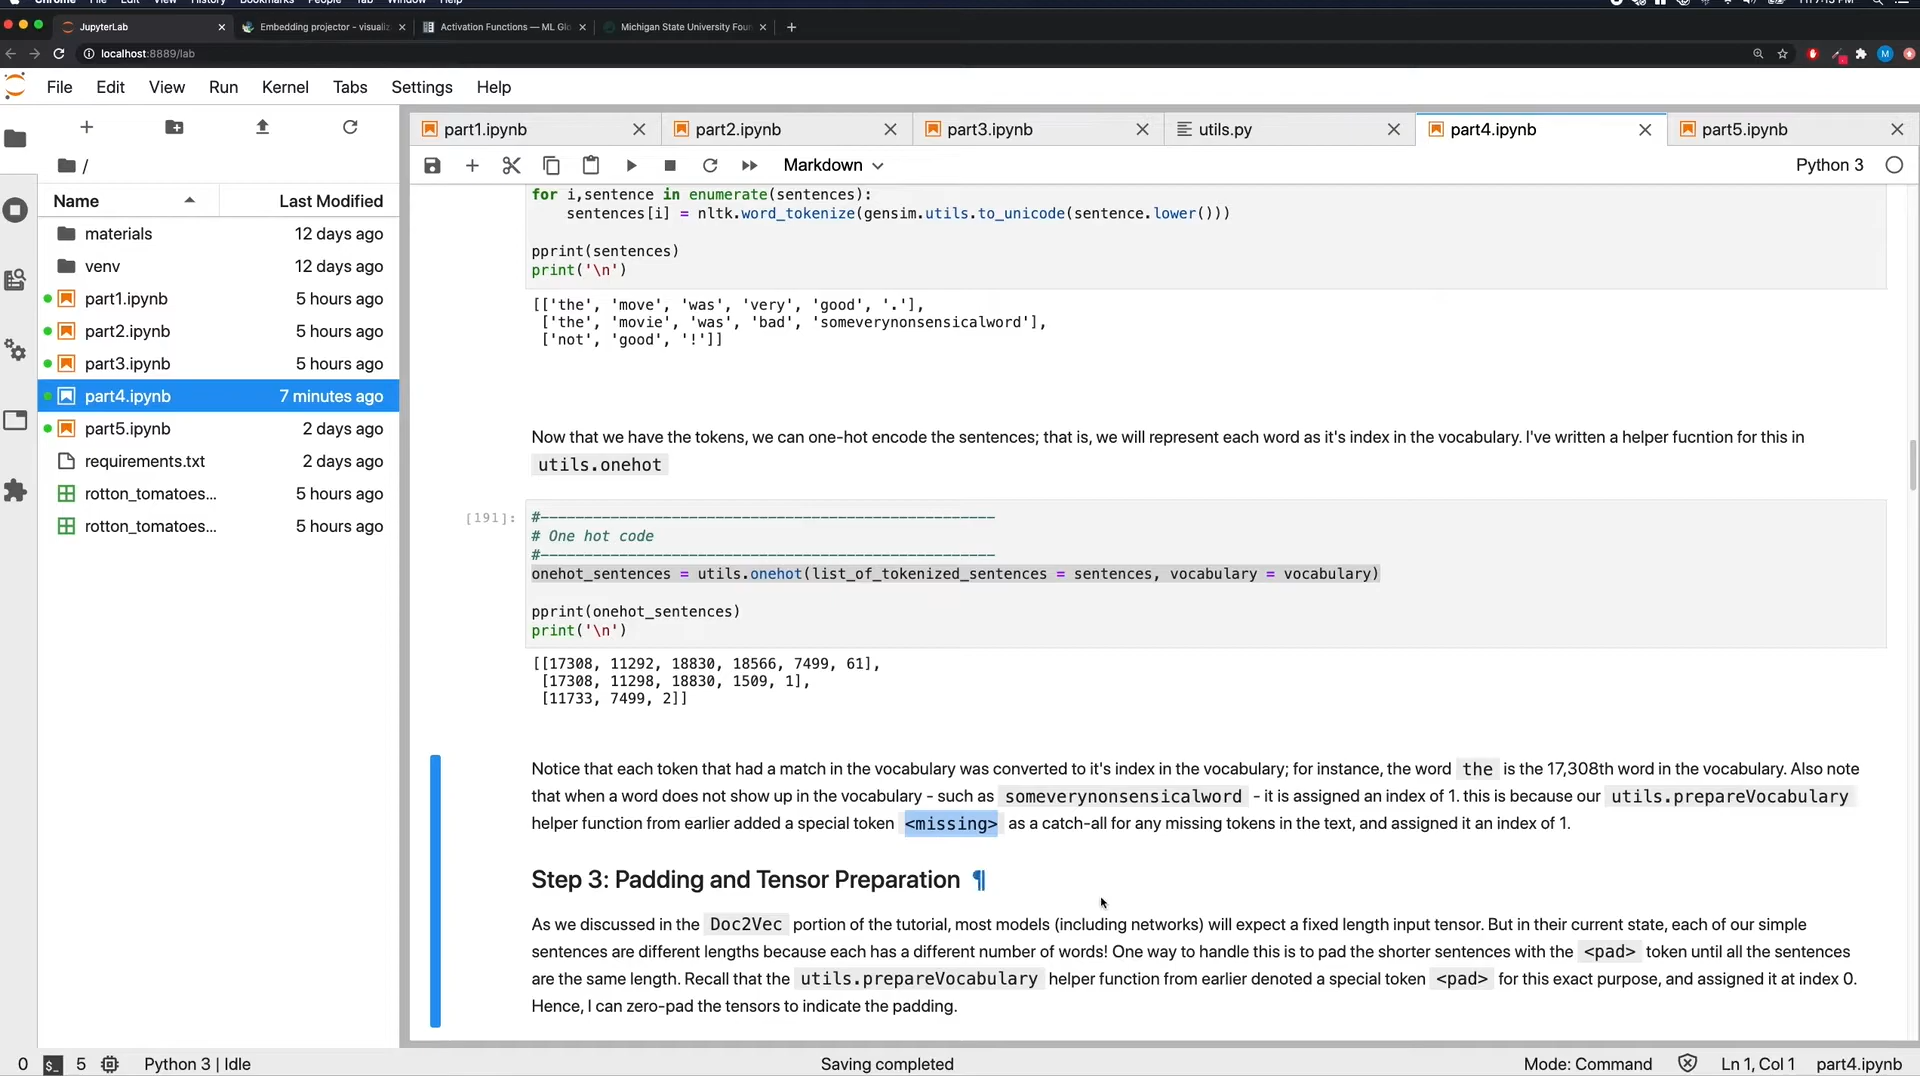 Chrome File Edit View History Bookmarks People Tab Window Help
JupyterLab
Embedding projector - visualiz
Activation Functions — ML Glo
Michigan State University Foun
localhost:8889/lab
M
File Edit View Run Kernel Tabs Settings Help
/
Name Last Modified
materials 12 days ago
venv 12 days ago
part1.ipynb 5 hours ago
part2.ipynb 5 hours ago
part3.ipynb 5 hours ago
part4.ipynb 7 minutes ago
part5.ipynb 2 days ago
requirements.txt 2 days ago
rotton_tomatoes... 5 hours ago
rotton_tomatoes... 5 hours ago
part1.ipynb part2.ipynb part3.ipynb utils.py part4.ipynb part5.ipynb
Markdown Python 3
for i,sentence in enumerate(sentences):
sentences[i] = nltk.word_tokenize(gensim.utils.to_unicode(sentence.lower()))
pprint(sentences)
print('\n')
[['the', 'move', 'was', 'very', 'good', '.'],
['the', 'movie', 'was', 'bad', 'someverynonsensicalword'],
['not', 'good', '!']]
Now that we have the tokens, we can one-hot encode the sentences; that is, we will represent each word as it's index in the vocabulary. I've written a helper fucntion for this in
utils.onehot
[191]: #------------------------------------------------
# One hot code
#------------------------------------------------
onehot_sentences = utils.onehot(list_of_tokenized_sentences = sentences, vocabulary = vocabulary)
pprint(onehot_sentences)
print('\n')
[[17308, 11292, 18830, 18566, 7499, 61],
[17308, 11298, 18830, 1509, 1],
[11733, 7499, 2]]
Notice that each token that had a match in the vocabulary was converted to it's index in the vocabulary; for instance, the word the is the 17,308th word in the vocabulary. Also note
that when a word does not show up in the vocabulary - such as someverynonsensicalword - it is assigned an index of 1. this is because our utils.prepareVocabulary
helper function from earlier added a special token <missing> as a catch-all for any missing tokens in the text, and assigned it an index of 1.
Step 3: Padding and Tensor Preparation ¶
As we discussed in the Doc2Vec portion of the tutorial, most models (including networks) will expect a fixed length input tensor. But in their current state, each of our simple
sentences are different lengths because each has a different number of words! One way to handle this is to pad the shorter sentences with the <pad> token until all the sentences
are the same length. Recall that the utils.prepareVocabulary helper function from earlier denoted a special token <pad> for this exact purpose, and assigned it at index 0.
Hence, I can zero-pad the tensors to indicate the padding.
0 5 Python 3 | Idle Saving completed Mode: Command Ln 1, Col 1 part4.ipynb